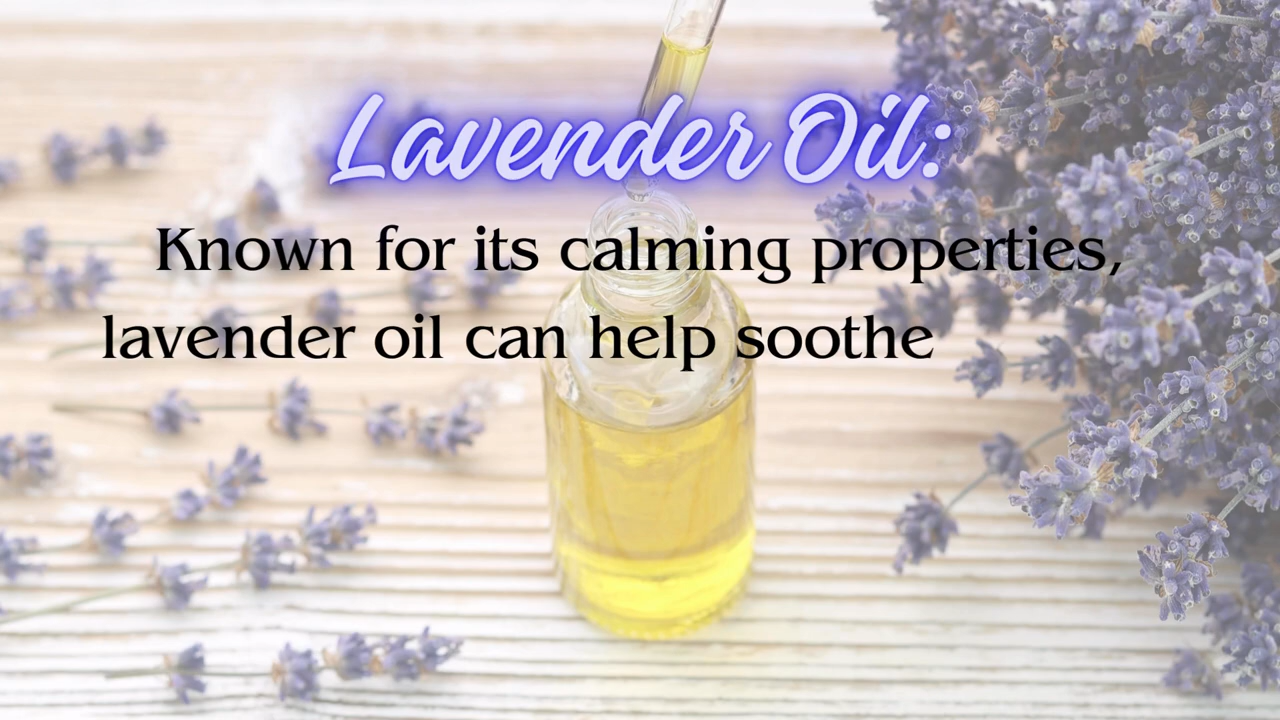 Lavender Oil:
Known for its calming properties,
lavender oil can help soothe